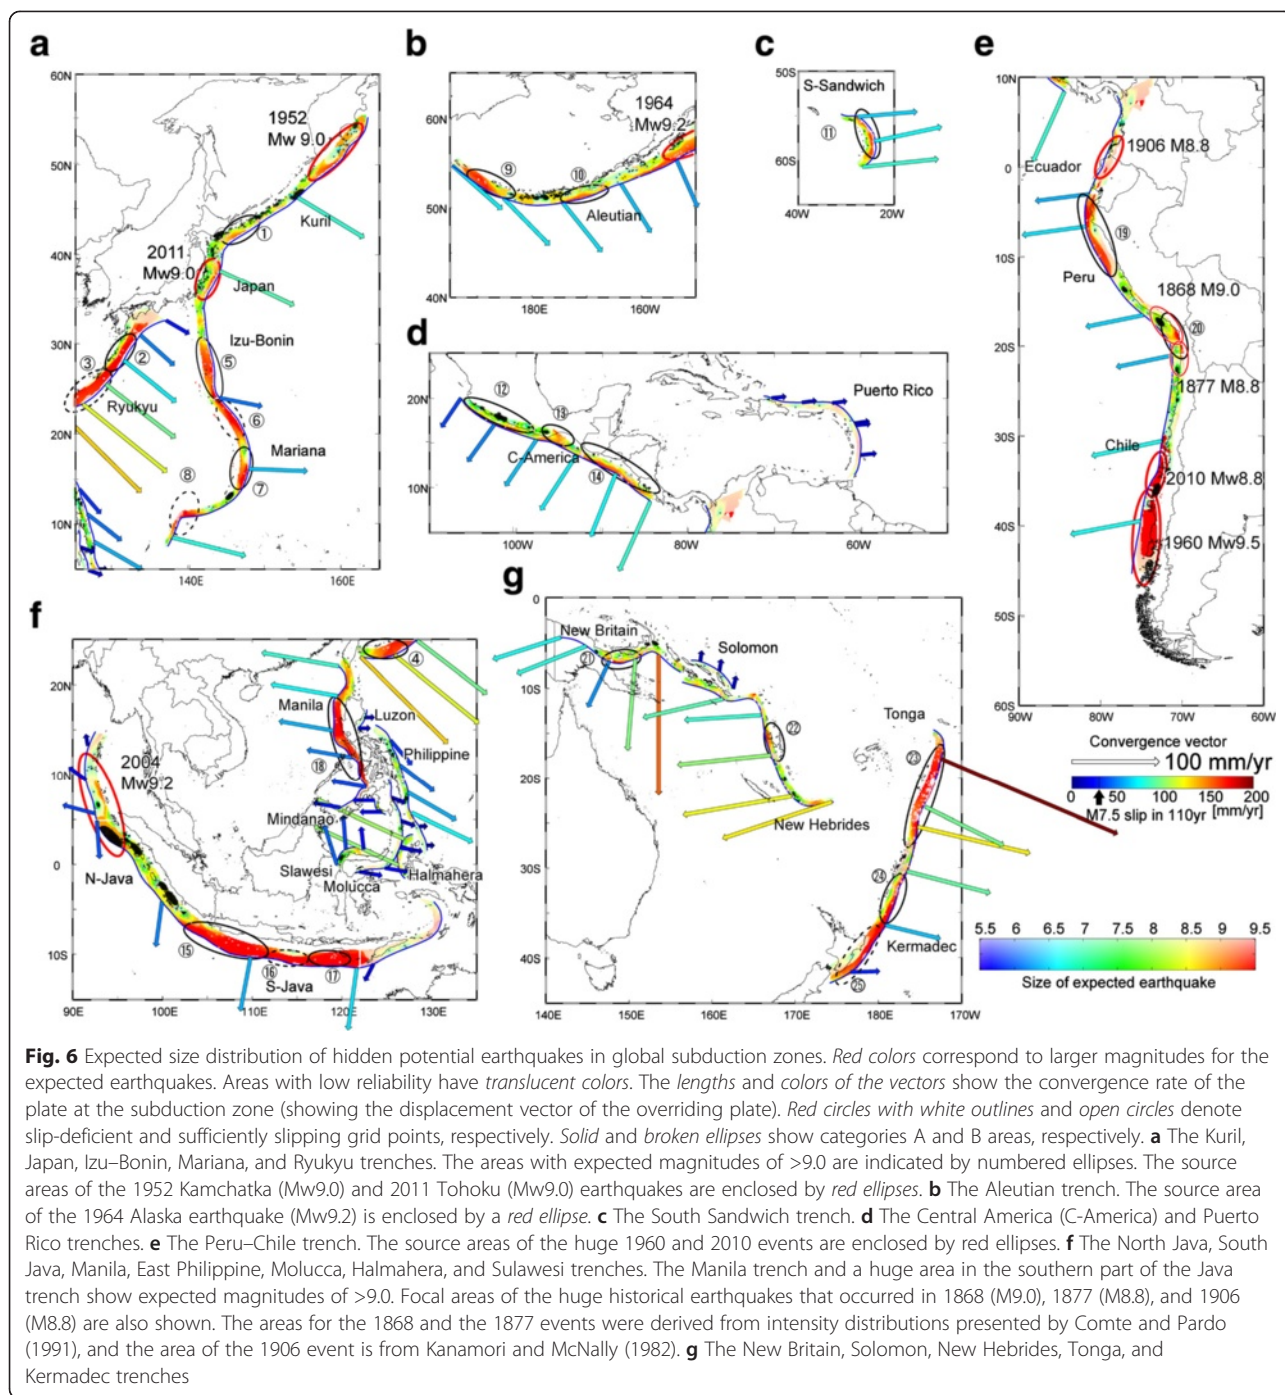 a
60N
50N
40N
30N
20N
10N
140E
160E
1952
Mw 9.0
Kuril
①
2011
Mw9.0
Japan
Izu-Bonin
③
②
⑤
Ryukyu
⑥
Mariana
⑧
⑦
b
60N
50N
40N
180E
160W
1964
Mw9.2
⑨
⑩
Aleutian
c
50S
60S
40W
20W
S-Sandwich
⑪
d
20N
10N
100W
80W
60W
⑫
⑬
Puerto Rico
C-America
⑭
e
10N
0
10S
20S
30S
40S
50S
60S
90W
80W
70W
60W
1906 M8.8
Ecuador
⑲
Peru
1868 M9.0
⑳
1877 M8.8
Chile
2010 Mw8.8
1960 Mw9.5
f
20N
10N
0
10S
90E
100E
110E
120E
130E
④
Manila
Luzon
Philippine
2004
Mw9.2
⑱
Mindanao
Slawesi
Molucca
Halmahera
N-Java
⑮
⑯
⑰
S-Java
g
0
10S
20S
30S
40S
140E
150E
160E
170E
180E
170W
New Britain
㉑
Solomon
㉒
Tonga
㉓
New Hebrides
㉔
Kermadec
㉕
Convergence vector
100 mm/yr
0 50 100 150 200
M7.5 slip in 110yr [mm/yr]
5.5 6 6.5 7 7.5 8 8.5 9 9.5
Size of expected earthquake
Fig. 6 Expected size distribution of hidden potential earthquakes in global subduction zones. Red colors correspond to larger magnitudes for the
expected earthquakes. Areas with low reliability have translucent colors. The lengths and colors of the vectors show the convergence rate of the
plate at the subduction zone (showing the displacement vector of the overriding plate). Red circles with white outlines and open circles denote
slip-deficient and sufficiently slipping grid points, respectively. Solid and broken ellipses show categories A and B areas, respectively. a The Kuril,
Japan, Izu–Bonin, Mariana, and Ryukyu trenches. The areas with expected magnitudes of >9.0 are indicated by numbered ellipses. The source
areas of the 1952 Kamchatka (Mw9.0) and 2011 Tohoku (Mw9.0) earthquakes are enclosed by red ellipses. b The Aleutian trench. The source area
of the 1964 Alaska earthquake (Mw9.2) is enclosed by a red ellipse. c The South Sandwich trench. d The Central America (C-America) and Puerto
Rico trenches. e The Peru–Chile trench. The source areas of the huge 1960 and 2010 events are enclosed by red ellipses. f The North Java, South
Java, Manila, East Philippine, Molucca, Halmahera, and Sulawesi trenches. The Manila trench and a huge area in the southern part of the Java
trench show expected magnitudes of >9.0. Focal areas of the huge historical earthquakes that occurred in 1868 (M9.0), 1877 (M8.8), and 1906
(M8.8) are also shown. The areas for the 1868 and the 1877 events were derived from intensity distributions presented by Comte and Pardo
(1991), and the area of the 1906 event is from Kanamori and McNally (1982). g The New Britain, Solomon, New Hebrides, Tonga, and
Kermadec trenches